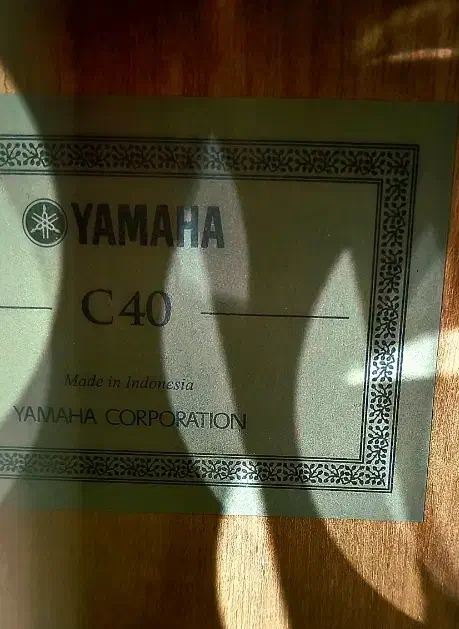 YAMAHA
C40
Made in Indonesia
YAMAHA CORPORATION